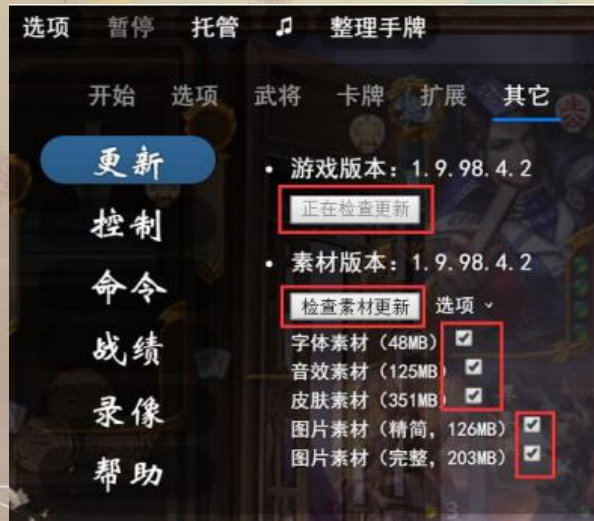 选项 暂停 托管 ♫ 整理手牌
开始 选项 武将 卡牌 扩展 其它
更新
• 游戏版本：1.9.98.4.2
正在检查更新
控制
• 素材版本：1.9.98.4.2
命令
检查素材更新 选项
战绩
字体素材（48MB）
音效素材（125MB）
皮肤素材（351MB）
录像
图片素材（精简，126MB）
图片素材（完整，203MB）
帮助